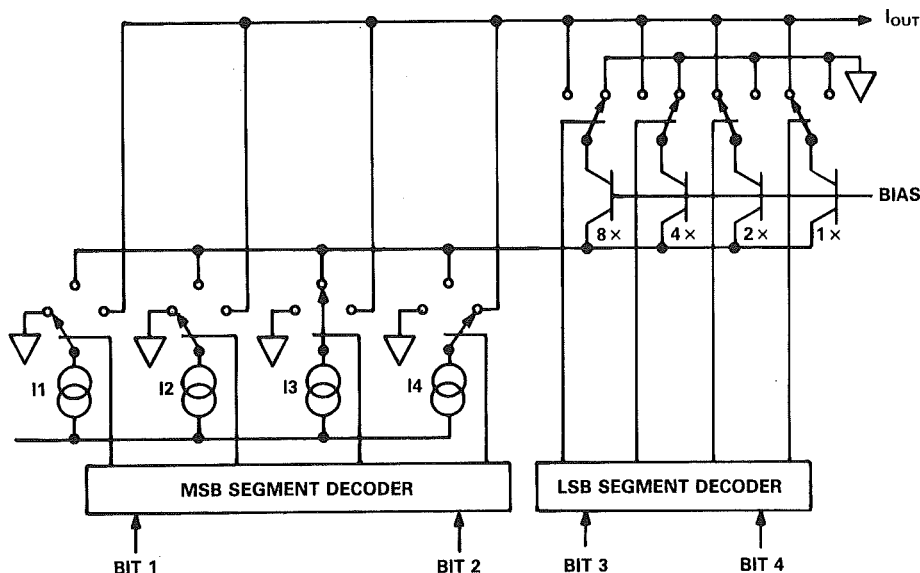 I_OUT
BIAS
8 ×
4 ×
2 ×
1 ×
I1
I2
I3
I4
MSB SEGMENT DECODER
LSB SEGMENT DECODER
BIT 1
BIT 2
BIT 3
BIT 4